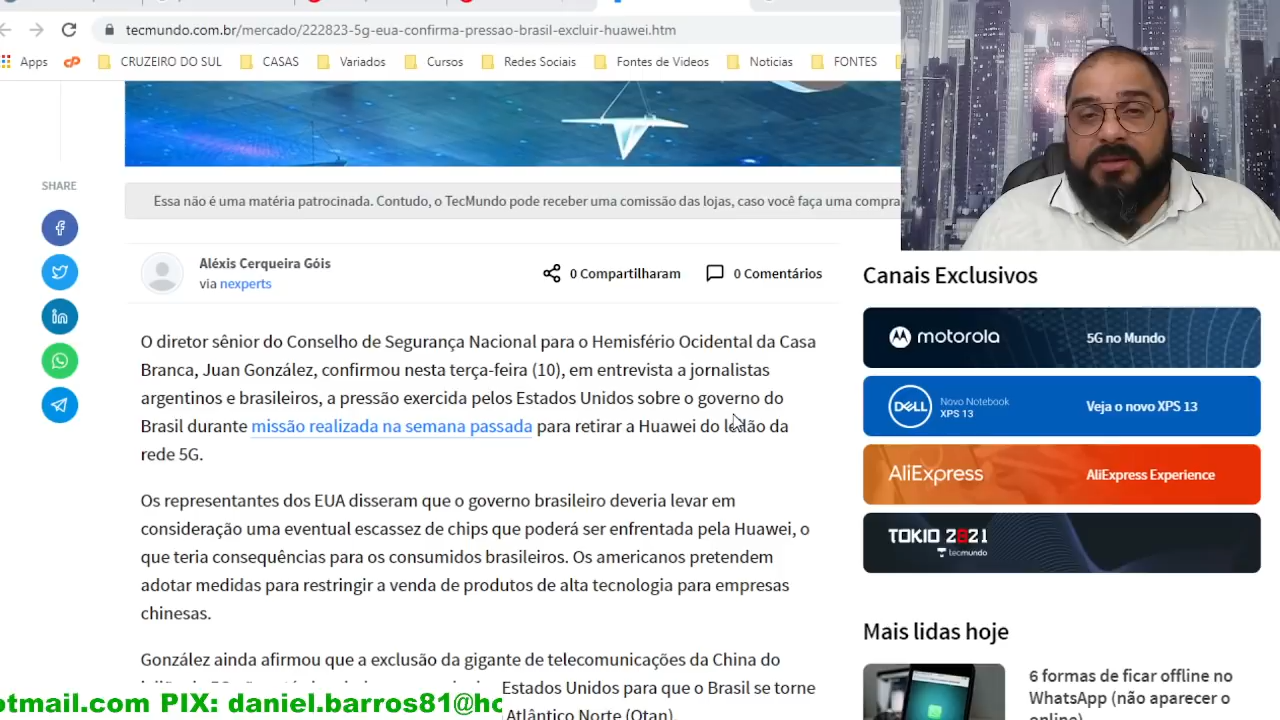 tecmundo.com.br/mercado/222823-5g-eua-confirma-pressao-brasil-excluir-huawei.htm
Apps CRUZEIRO DO SUL CASAS Variados Cursos Redes Sociais Fontes de Videos Noticias FONTES
SHARE
Essa não é uma matéria patrocinada. Contudo, o TecMundo pode receber uma comissão das lojas, caso você faça uma compra
Aléxis Cerqueira Góis
via nexperts
0 Compartilharam
0 Comentários
O diretor sênior do Conselho de Segurança Nacional para o Hemisfério Ocidental da Casa
Branca, Juan González, confirmou nesta terça-feira (10), em entrevista a jornalistas
argentinos e brasileiros, a pressão exercida pelos Estados Unidos sobre o governo do
Brasil durante missão realizada na semana passada para retirar a Huawei do leilão da
rede 5G.
Os representantes dos EUA disseram que o governo brasileiro deveria levar em
consideração uma eventual escassez de chips que poderá ser enfrentada pela Huawei, o
que teria consequências para os consumidos brasileiros. Os americanos pretendem
adotar medidas para restringir a venda de produtos de alta tecnologia para empresas
chinesas.
González ainda afirmou que a exclusão da gigante de telecomunicações da China do
Estados Unidos para que o Brasil se torne
Atlântico Norte (Otan).
Canais Exclusivos
motorola
5G no Mundo
DELL
Novo Notebook
XPS 13
Veja o novo XPS 13
AliExpress
AliExpress Experience
TOKIO 2021
tecmundo
Mais lidas hoje
6 formas de ficar offline no
WhatsApp (não aparecer o
online)
otmail.com PIX: daniel.barros81@ho